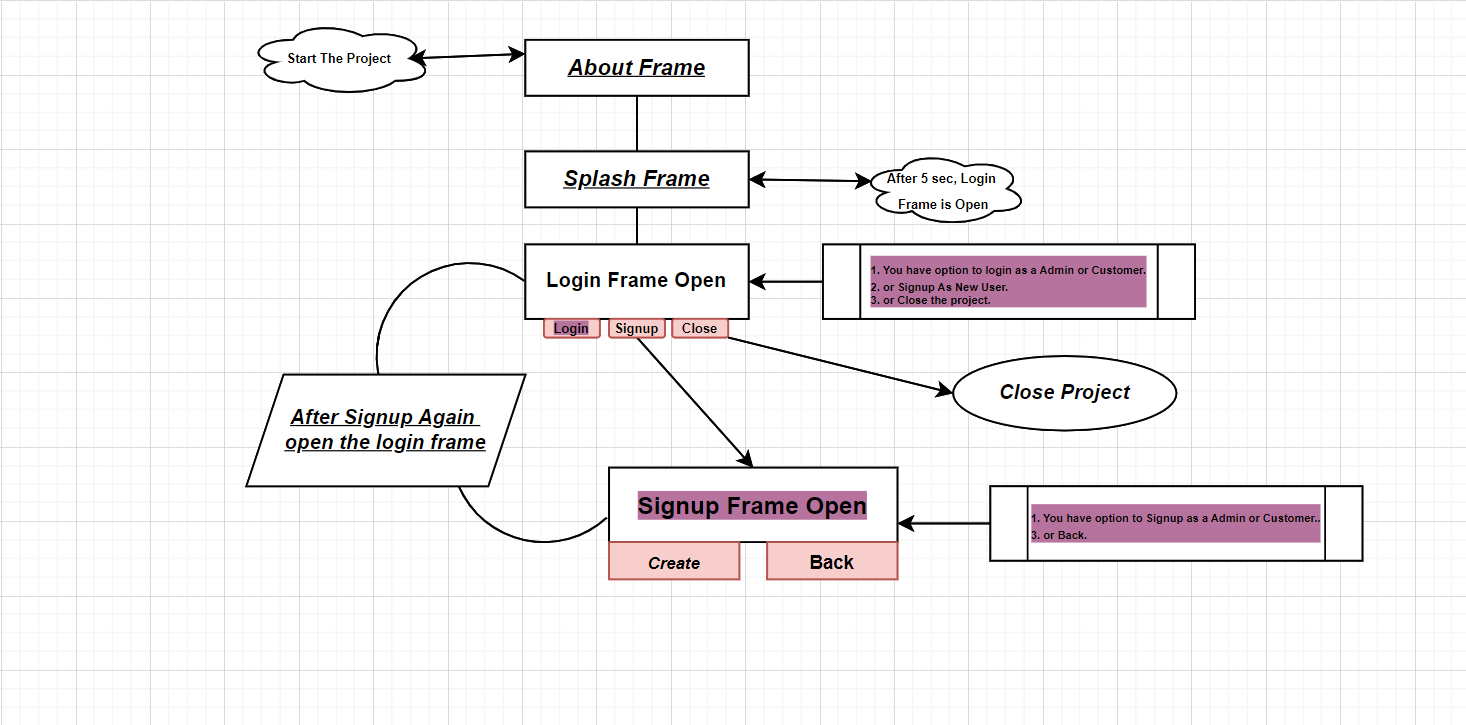 Start The Project
About Frame
Splash Frame
After 5 sec, Login
Frame is Open
Login Frame Open
1. You have option to login as a Admin or Customer.
2. or Signup As New User.
3. or Close the project.
Login
Signup
Close
Close Project
After Signup Again
open the login frame
Signup Frame Open
1. You have option to Signup as a Admin or Customer..
3. or Back.
Create
Back